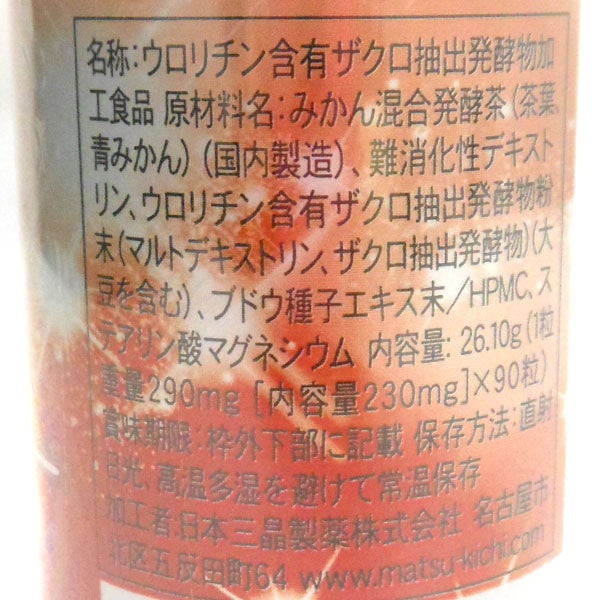 名称:ウロリチン含有ザクロ抽出発酵物加
工食品 原材料名:みかん混合発酵茶(茶葉、
青みかん)(国内製造)、難消化性デキスト
リン、ウロリチン含有ザクロ抽出発酵物粉
末(マルトデキストリン、ザクロ抽出発酵物)(大
豆を含む)、ブドウ種子エキス末/HPMC、ス
テアリン酸マグネシウム 内容量: 26.10g(1粒
重量290mg [内容量230mg]×90粒)
賞味期限:枠外下部に記載 保存方法:直射
日光、高温多湿を避けて常温保存
加工者:日本三晶製薬株式会社 名古屋市
北区五反田町64 www.matsu-kichi.com